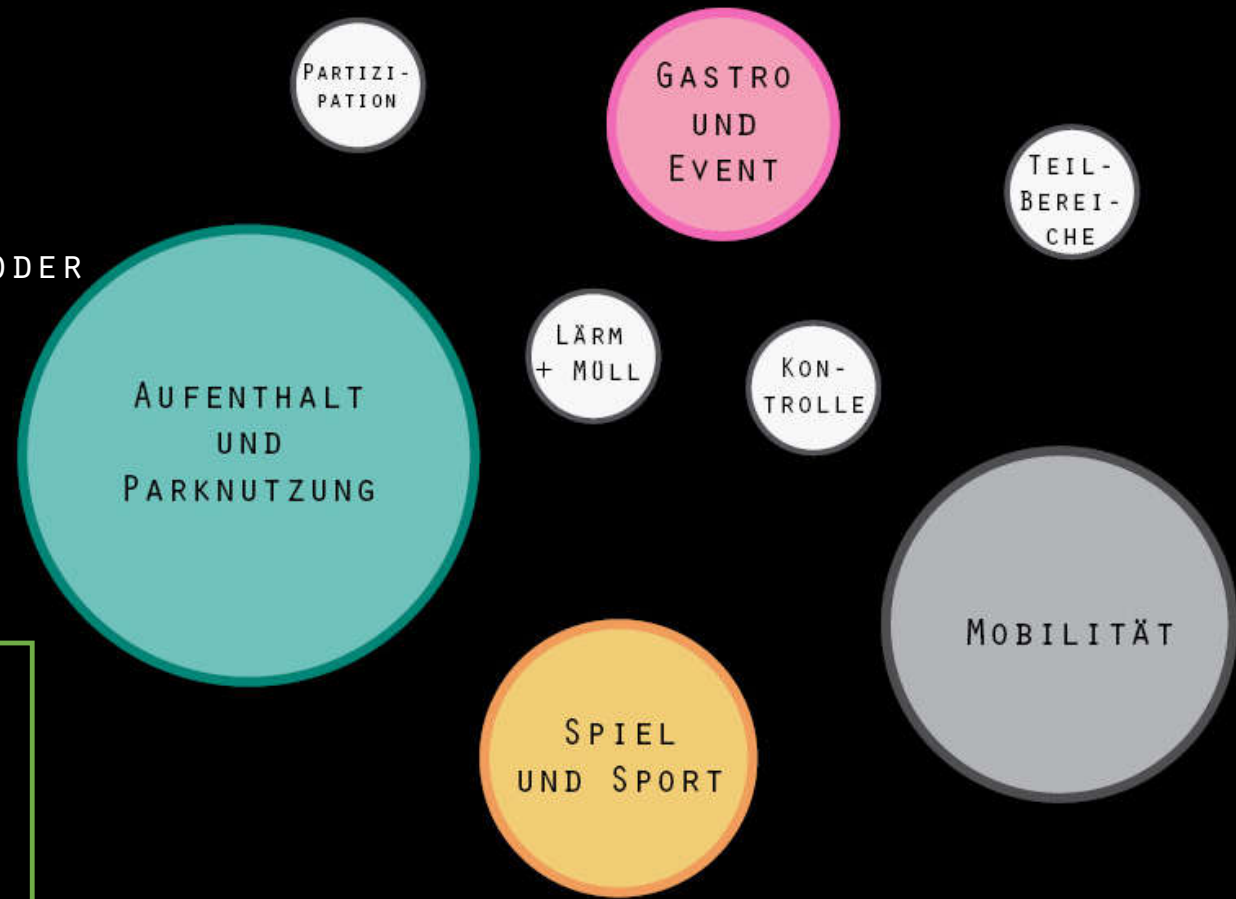 PARTIZI-
PATION
GASTRO
UND
EVENT
TEIL-
BEREI-
CHE
ODER
LÄRM
+ MÜLL
KON-
TROLLE
AUFENTHALT
UND
PARKNUTZUNG
MOBILITÄT
SPIEL
UND SPORT